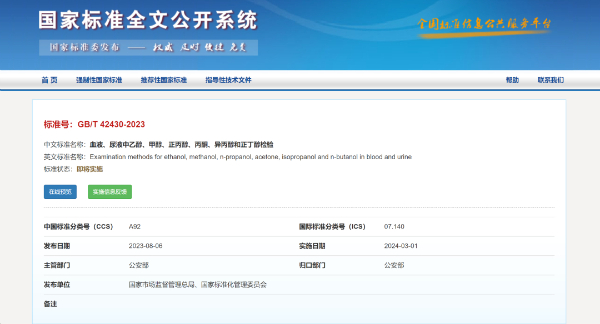 国家标准全文公开系统
全国标准信息公共服务平台
国家标准委发布 —— 权威 及时 便捷 免费
首 页 强制性国家标准 推荐性国家标准 指导性技术文件 帮助 联系我们
标准号: GB/T 42430-2023
中文标准名称: 血液、尿液中乙醇、甲醇、正丙醇、丙酮、异丙醇和正丁醇检验
英文标准名称: Examination methods for ethanol, methanol, n-propanol, acetone, isopropanol and n-butanol in blood and urine
标准状态: 即将实施
在线预览 实施信息反馈
中国标准分类号（CCS） A92 国际标准分类号（ICS） 07.140
发布日期 2023-08-06 实施日期 2024-03-01
主管部门 公安部 归口部门 公安部
发布单位 国家市场监督管理总局、国家标准化管理委员会
备注